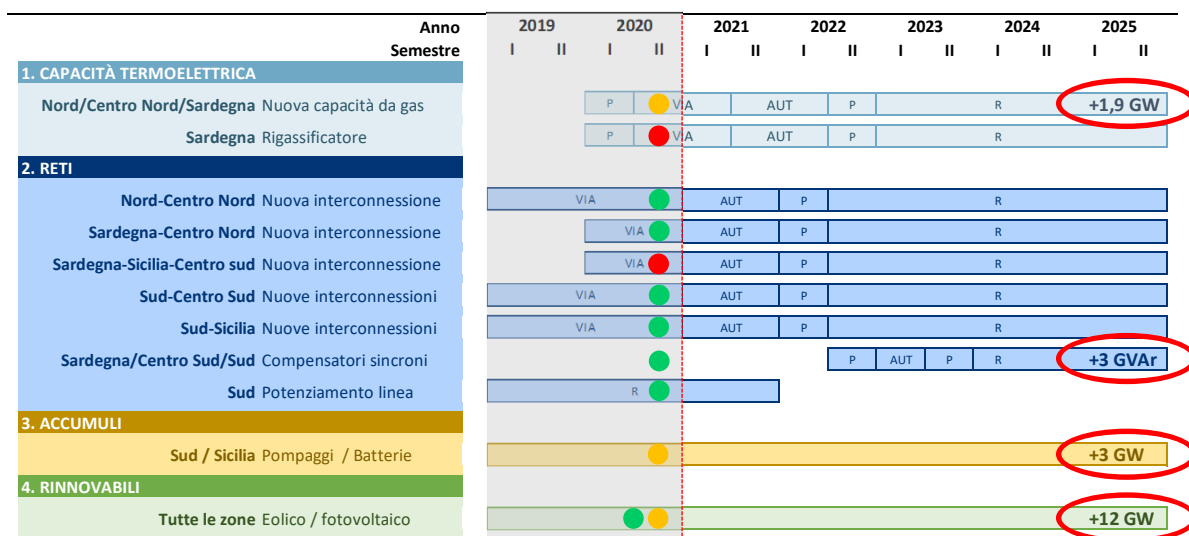 Anno 2019 2020 2021 2022 2023 2024 2025
Semestre I II I II I II I II I II I II I II
1. CAPACITÀ TERMOELETTRICA
Nord/Centro Nord/Sardegna Nuova capacità da gas P VIA AUT P R +1,9 GW
Sardegna Rigassificatore P VIA AUT P R
2. RETI
Nord-Centro Nord Nuova interconnessione VIA AUT P R
Sardegna-Centro Nord Nuova interconnessione VIA AUT P R
Sardegna-Sicilia-Centro sud Nuova interconnessione VIA AUT P R
Sud-Centro Sud Nuove interconnessioni VIA AUT P R
Sud-Sicilia Nuove interconnessioni VIA AUT P R
Sardegna/Centro Sud/Sud Compensatori sincroni P AUT P R +3 GVAr
Sud Potenziamento linea R
3. ACCUMULI
Sud / Sicilia Pompaggi / Batterie +3 GW
4. RINNOVABILI
Tutte le zone Eolico / fotovoltaico +12 GW